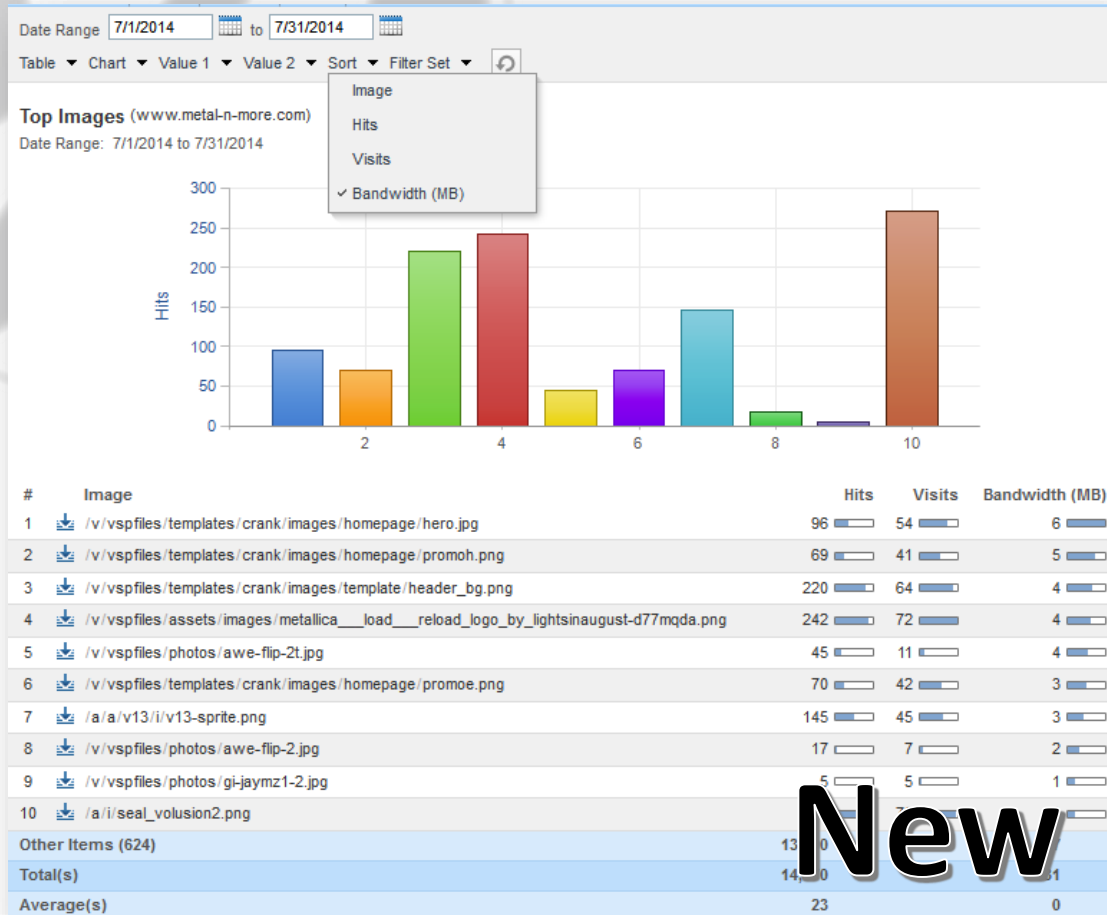 Date Range 7/1/2014 to 7/31/2014
Table Chart Value 1 Value 2 Sort Filter Set
Image
Hits
Visits
✓ Bandwidth (MB)
Top Images (www.metal-n-more.com)
Date Range: 7/1/2014 to 7/31/2014
300
250
200
150
100
50
0
Hits
2 4 6 8 10
# Image Hits Visits Bandwidth (MB)
1 /v/vspfiles/templates/crank/images/homepage/hero.jpg 96 54 6
2 /v/vspfiles/templates/crank/images/homepage/promoh.png 69 41 5
3 /v/vspfiles/templates/crank/images/template/header_bg.png 220 64 4
4 /v/vspfiles/assets/images/metallica___load___reload_logo_by_lightsinaugust-d77mqda.png 242 72 4
5 /v/vspfiles/photos/awe-flip-2t.jpg 45 11 4
6 /v/vspfiles/templates/crank/images/homepage/promoe.png 70 42 3
7 /a/a/v13/i/v13-sprite.png 145 45 3
8 /v/vspfiles/photos/awe-flip-2.jpg 17 7 2
9 /v/vspfiles/photos/gi-jaymz1-2.jpg 5 5 1
10 /a/i/seal_volusion2.png
Other Items (624)
Total(s)
Average(s) 23 0
New